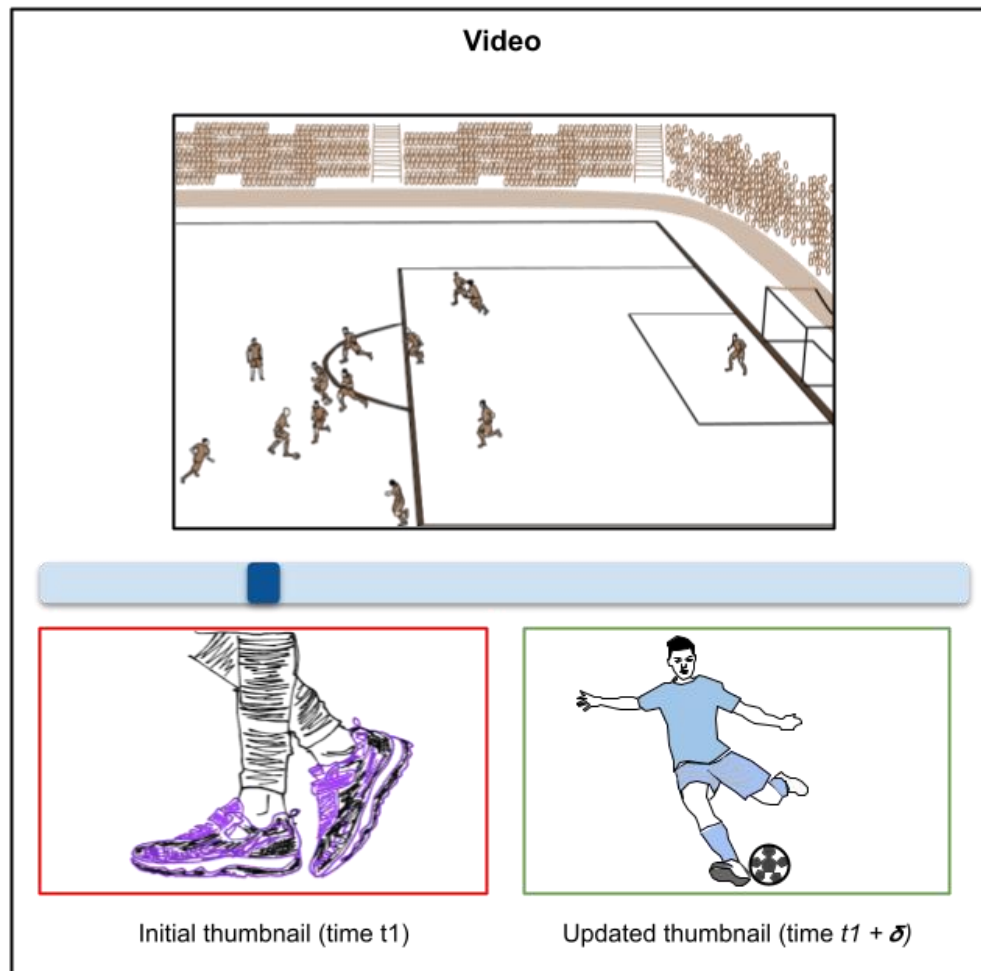 Video
Initial thumbnail (time t1)
Updated thumbnail (time t1 + δ)